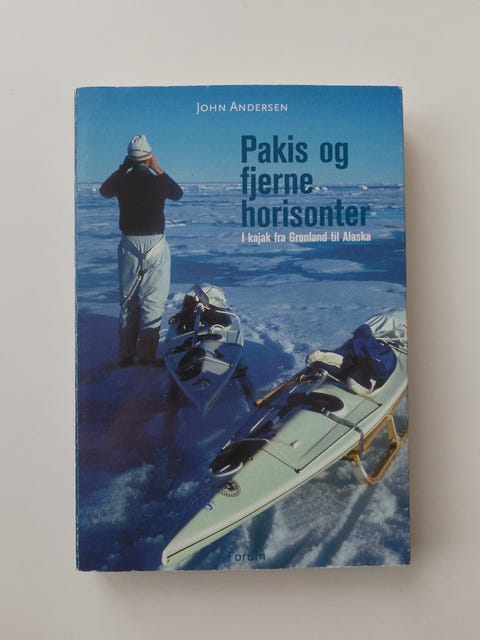 John Andersen
Pakis og
fjerne
horisonter
I kajak fra Grønland til Alaska
Forum